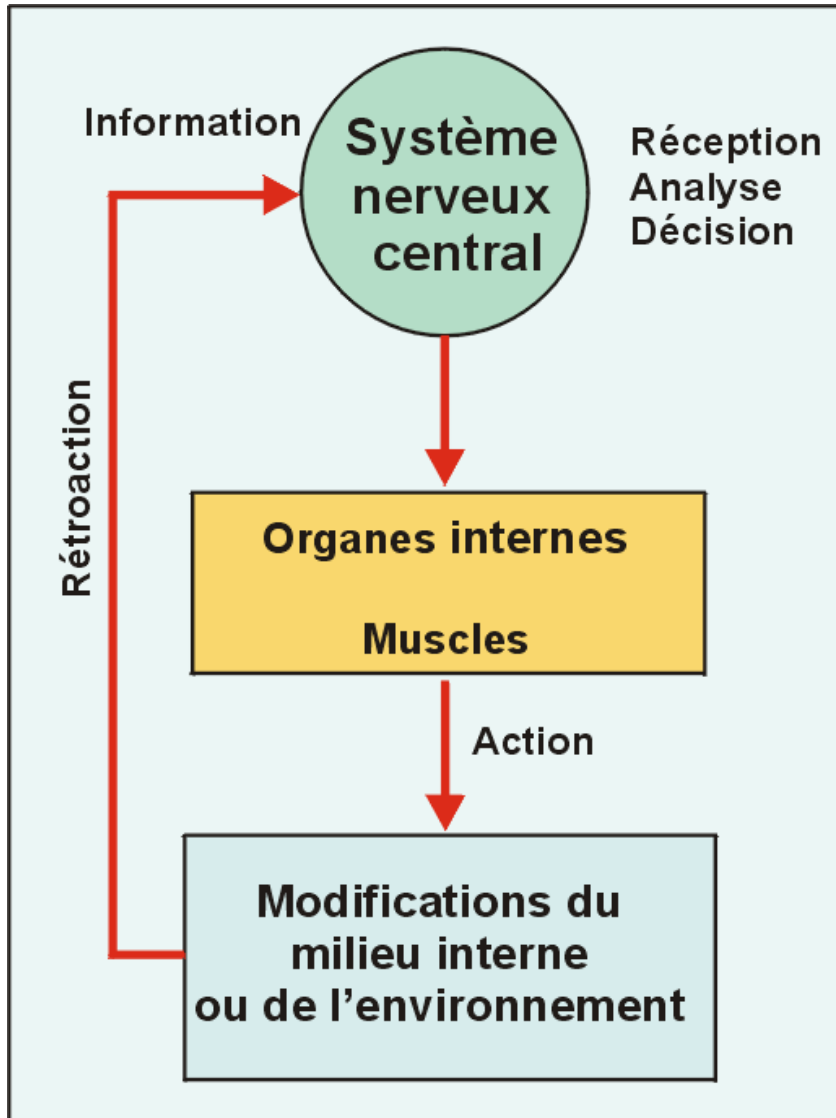 Information
Système
nerveux
central
Réception
Analyse
Décision
Rétroaction
Organes internes
Muscles
Action
Modifications du
milieu interne
ou de l'environnement